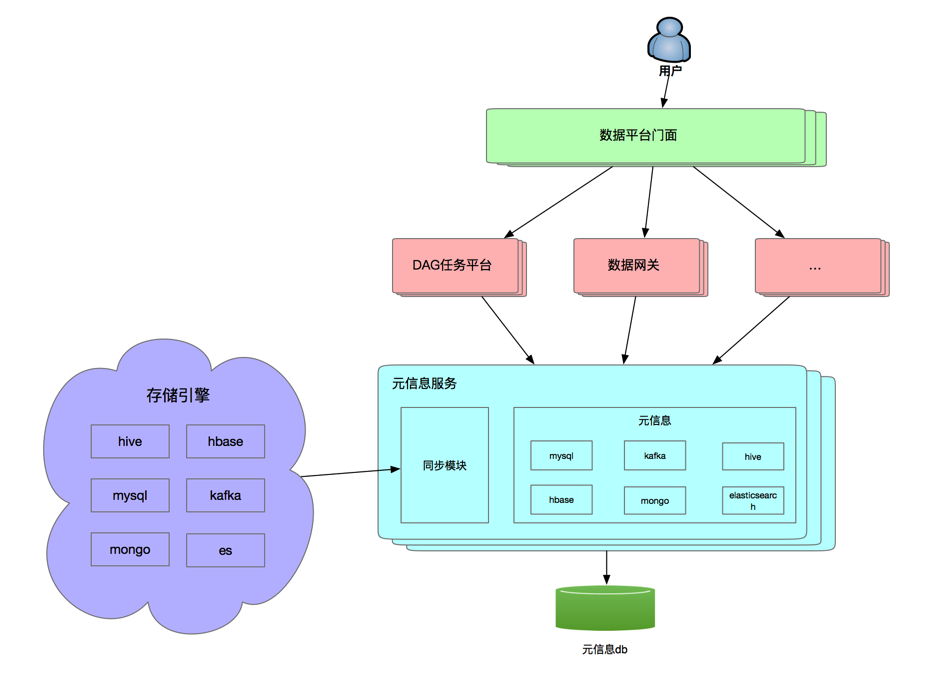 用户
数据平台门面
DAG任务平台
数据网关
...
元信息服务
存储引擎
hive
hbase
mysql
kafka
mongo
es
同步模块
元信息
mysql
kafka
hive
hbase
mongo
elasticsearc
h
元信息db